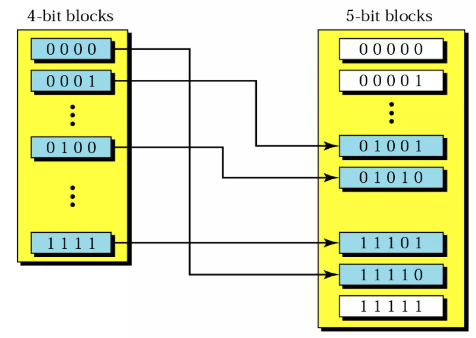 4-bit blocks
0 0 0 0
0 0 0 1
0 1 0 0
1 1 1 1
5-bit blocks
0 0 0 0 0
0 0 0 0 1
0 1 0 0 1
0 1 0 1 0
1 1 1 0 1
1 1 1 1 0
1 1 1 1 1